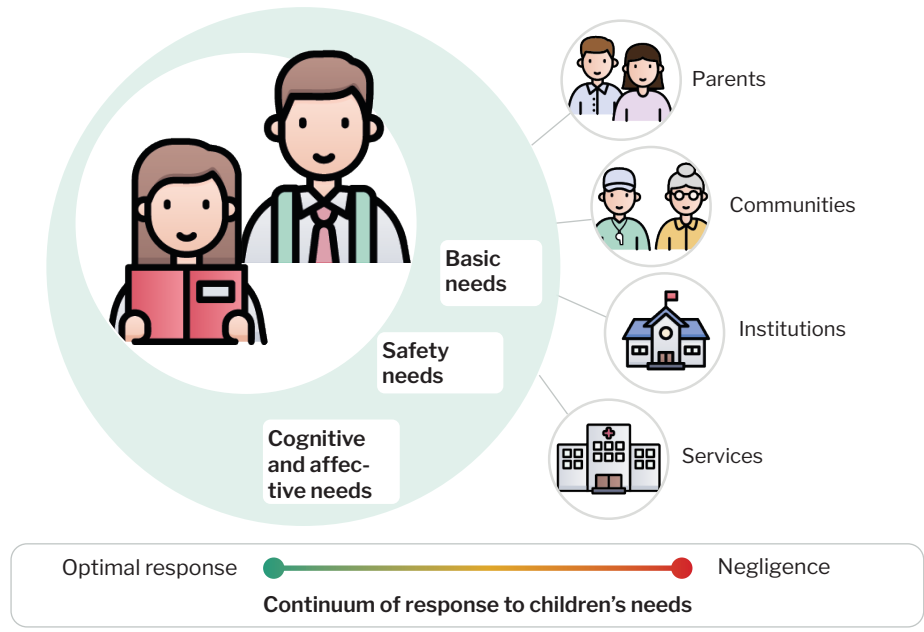 Parents
Communities
Basic
needs
Institutions
Safety
needs
Cognitive
and affec-
tive needs
Services
Optimal response
Negligence
Continuum of response to children’s needs